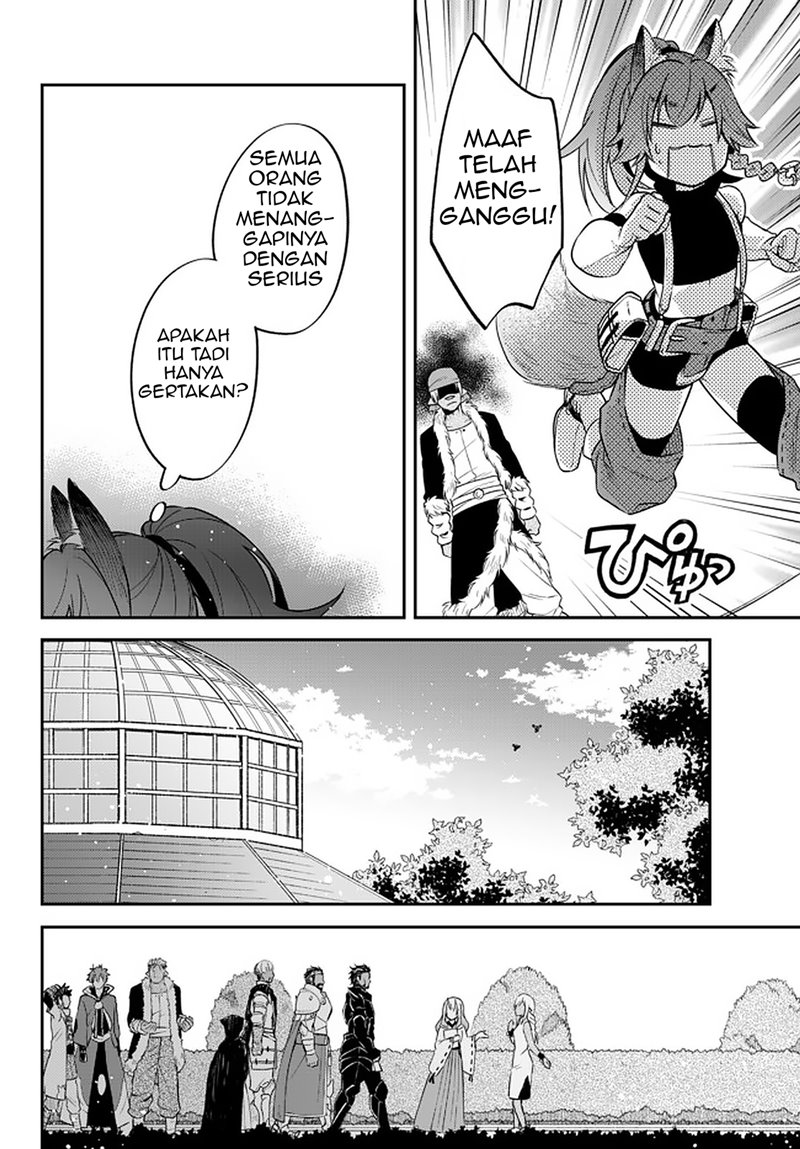 MAAF
TELAH
MENG-
GANGGU!
ぴゅっ
SEMUA
ORANG
TIDAK
MENANG-
GAPINYA
DENGAN
SERIUS
APAKAH
ITU TADI
HANYA
GERTAKAN?